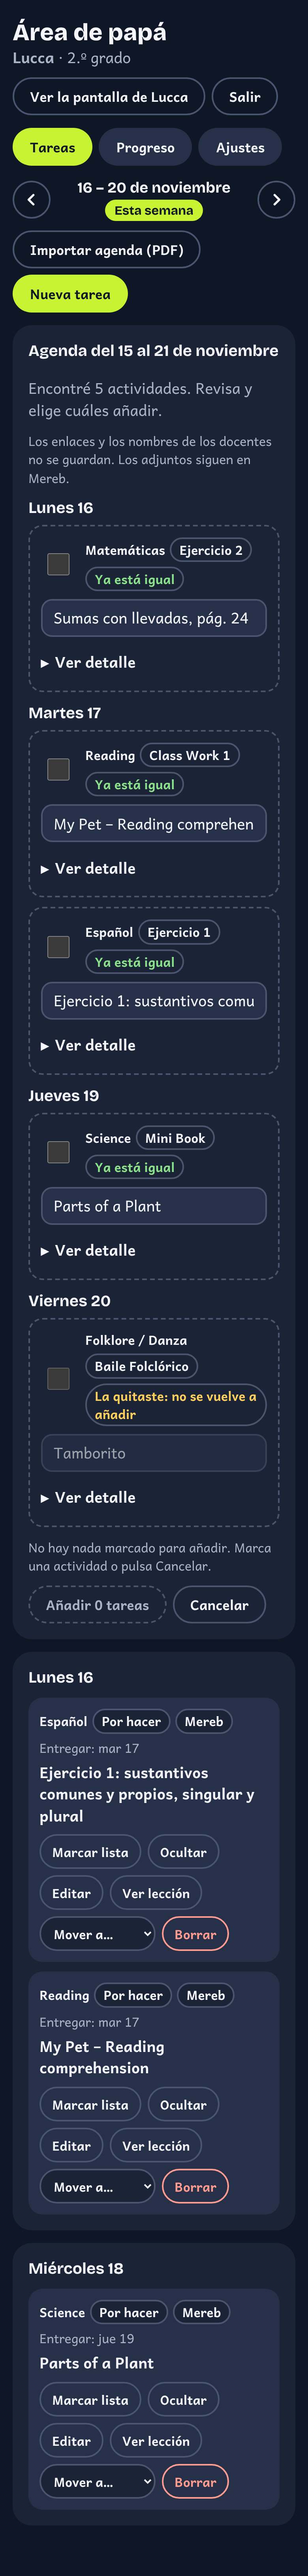 Área de papá
Lucca · 2.º grado
Ver la pantalla de Lucca
Salir
Tareas
Progreso
Ajustes
16 – 20 de noviembre
Esta semana
Importar agenda (PDF)
Nueva tarea
Agenda del 15 al 21 de noviembre
Encontré 5 actividades. Revisa y
elige cuáles añadir.
Los enlaces y los nombres de los docentes
no se guardan. Los adjuntos siguen en
Mereb.
Lunes 16
Matemáticas Ejercicio 2
Ya está igual
Sumas con llevadas, pág. 24
▸ Ver detalle
Martes 17
Reading Class Work 1
Ya está igual
My Pet – Reading comprehen
▸ Ver detalle
Español Ejercicio 1
Ya está igual
Ejercicio 1: sustantivos comu
▸ Ver detalle
Jueves 19
Science Mini Book
Ya está igual
Parts of a Plant
▸ Ver detalle
Viernes 20
Folklore / Danza
Baile Folclórico
La quitaste: no se vuelve a
añadir
Tamborito
▸ Ver detalle
No hay nada marcado para añadir. Marca
una actividad o pulsa Cancelar.
Añadir 0 tareas
Cancelar
Lunes 16
Español Por hacer Mereb
Entregar: mar 17
Ejercicio 1: sustantivos
comunes y propios, singular y
plural
Marcar lista
Ocultar
Editar
Ver lección
Mover a...
Borrar
Reading Por hacer Mereb
Entregar: mar 17
My Pet – Reading
comprehension
Marcar lista
Ocultar
Editar
Ver lección
Mover a...
Borrar
Miércoles 18
Science Por hacer Mereb
Entregar: jue 19
Parts of a Plant
Marcar lista
Ocultar
Editar
Ver lección
Mover a...
Borrar